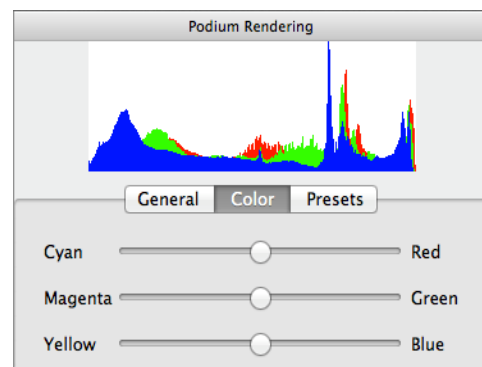 Podium Rendering
General Color Presets
Cyan Red
Magenta Green
Yellow Blue